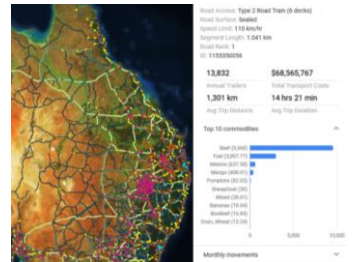 Road Access: Type 2 Road Train (6 decks)
Road Surface: Sealed
Speed Limit: 110 km/hr
Segment Length: 1.041 km
Road Rank: 1
ID: 1155350056
13,832
$68,565,767
Annual Trailers
Total Transport Costs
1,301 km
14 hrs 21 min
Avg Trip Distance
Avg Trip Duration
Top 10 commodities
Beef
Fuel
Melons
Mango
Pumpkins
Sheep/Goat
Mixed
Bananas
Boxbeef
Grain, Wheat
0
5,000
10,000
Monthly movements